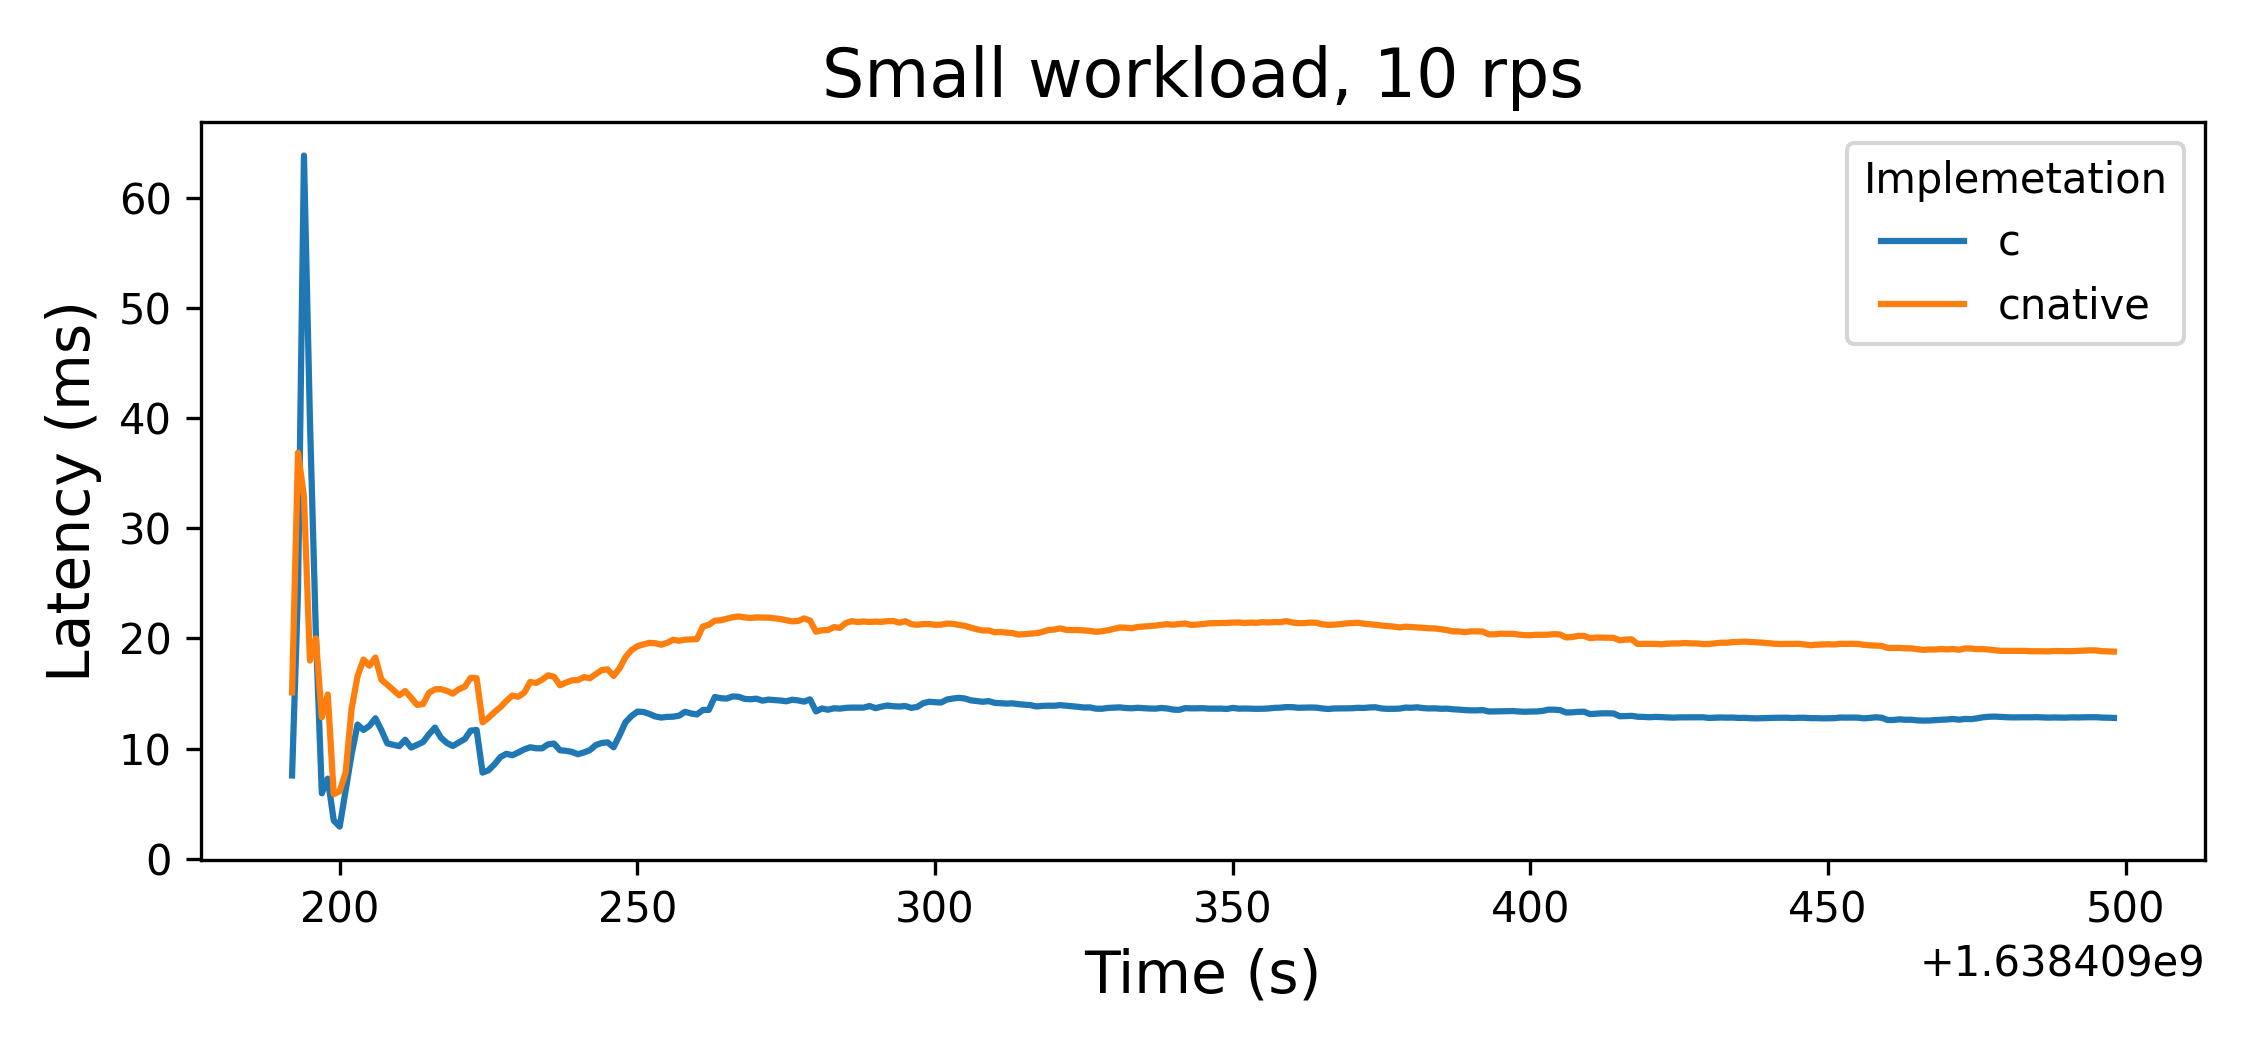 Small workload, 10 rps
Implemetation
c
cnative
Latency (ms)
60
50
40
30
20
10
0
200 250 300 350 400 450 500
+1.638409e9
Time (s)